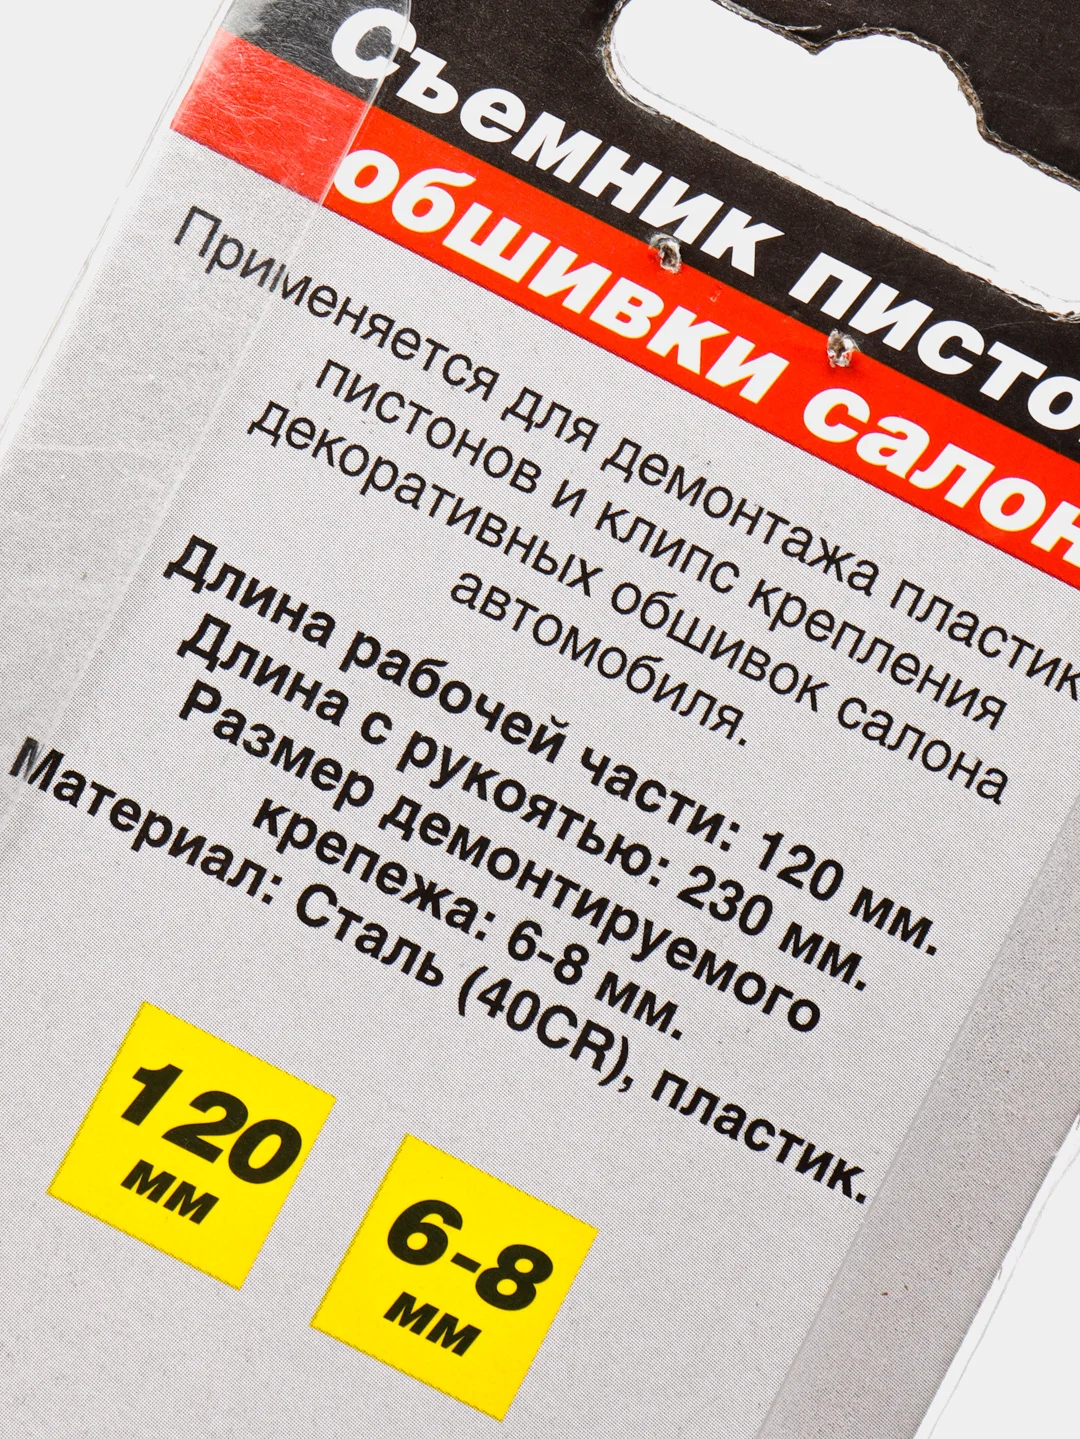 Съемник писто
обшивки салон
Применяется для демонтажа пластик
пистонов и клипс крепления
декоративных обшивок салона
автомобиля.
Длина рабочей части: 120 мм.
Длина с рукоятью: 230 мм.
Размер демонтируемого
крепежа: 6-8 мм.
Материал: Сталь (40CR), пластик.
120
мм
6-8
мм